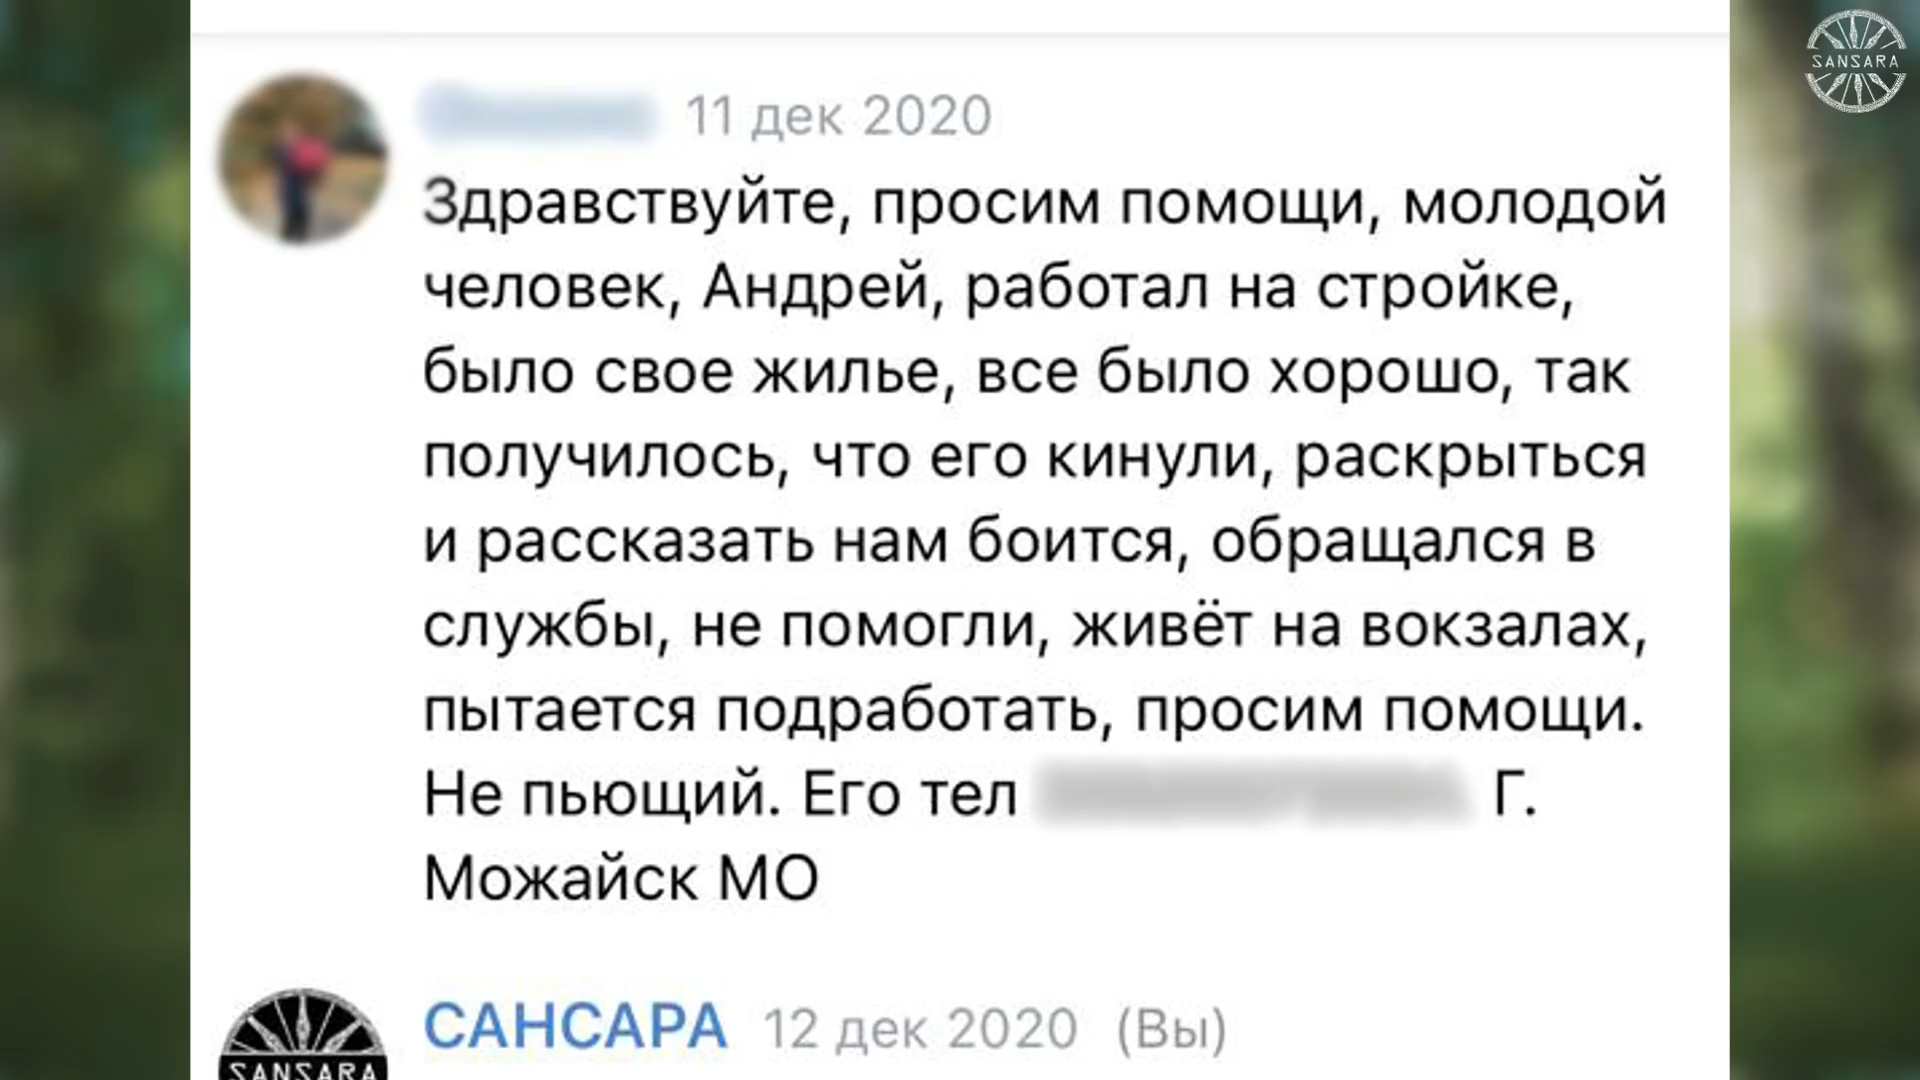 SANSARA
11 дек 2020
Здравствуйте, просим помощи, молодой
человек, Андрей, работал на стройке,
было свое жилье, все было хорошо, так
получилось, что его кинули, раскрыться
и рассказать нам боится, обращался в
службы, не помогли, живёт на вокзалах,
пытается подработать, просим помощи.
Не пьющий. Его тел Г.
Можайск МО
САНСАРА 12 дек 2020 (Вы)
SANSARA